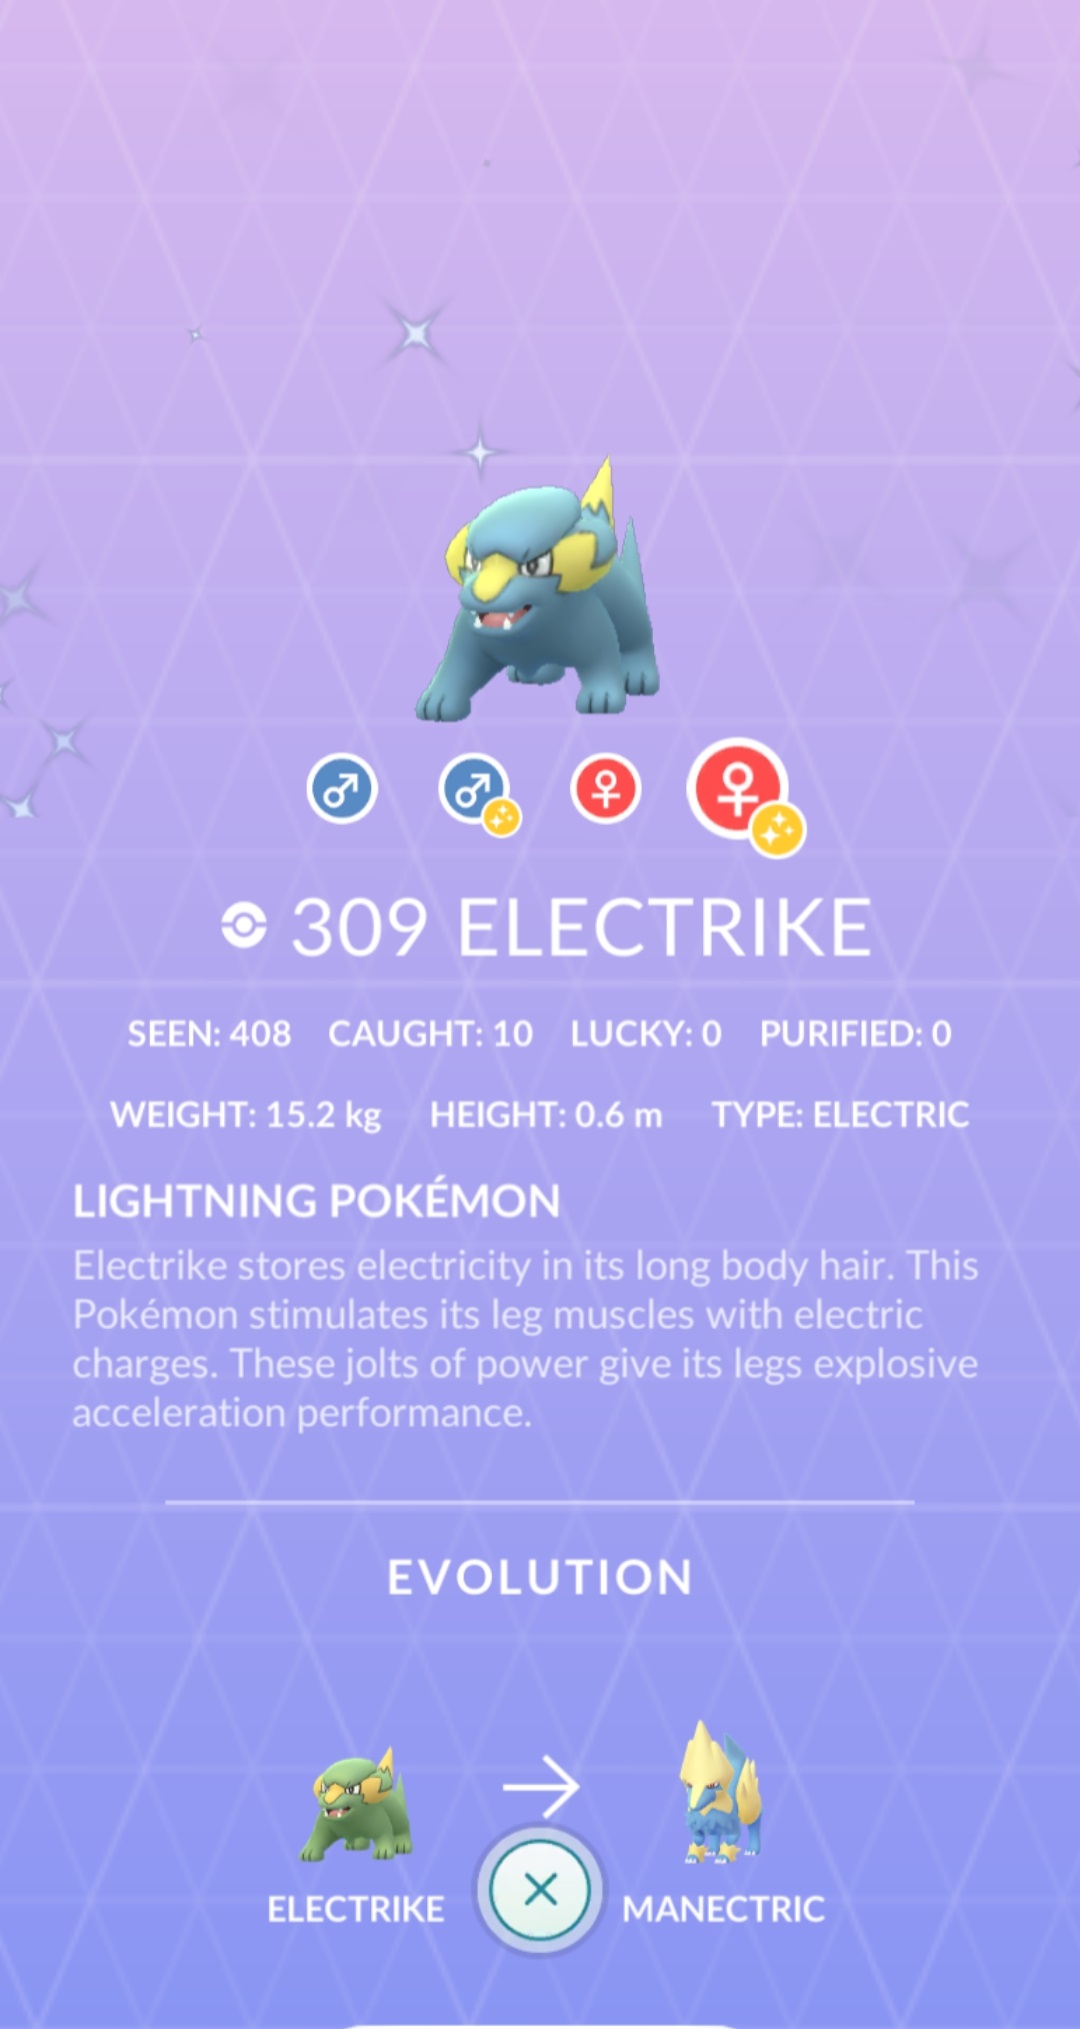 309 ELECTRIKE
SEEN: 408 CAUGHT: 10 LUCKY: 0 PURIFIED: 0
WEIGHT: 15.2 kg HEIGHT: 0.6 m TYPE: ELECTRIC
LIGHTNING POKÉMON
Electrike stores electricity in its long body hair. This
Pokémon stimulates its leg muscles with electric
charges. These jolts of power give its legs explosive
acceleration performance.
EVOLUTION
ELECTRIKE MANECTRIC